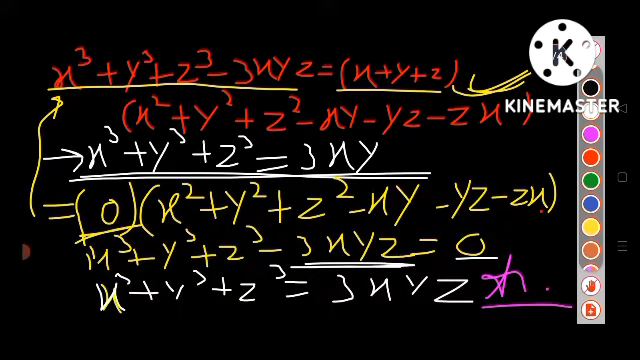 x³ + y³ + z³ - 3xyz = (x+y+z)
(x² + y² + z² - xy - yz - zx)
→ x³ + y³ + z³ = 3xy
= (0) (x² + y² + z² - xy - yz - zx)
x³ + y³ + z³ - 3xyz = 0
x³ + y³ + z³ = 3xyz
K
KINEMASTER